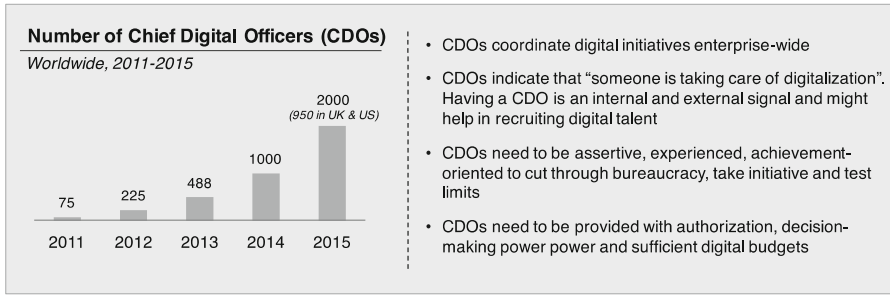 Number of Chief Digital Officers (CDOs)
Worldwide, 2011-2015
2000
(950 in UK & US)
1000
488
225
75
2011 2012 2013 2014 2015
• CDOs coordinate digital initiatives enterprise-wide
• CDOs indicate that “someone is taking care of digitalization”.
Having a CDO is an internal and external signal and might
help in recruiting digital talent
• CDOs need to be assertive, experienced, achievement-
oriented to cut through bureaucracy, take initiative and test
limits
• CDOs need to be provided with authorization, decision-
making power power and sufficient digital budgets